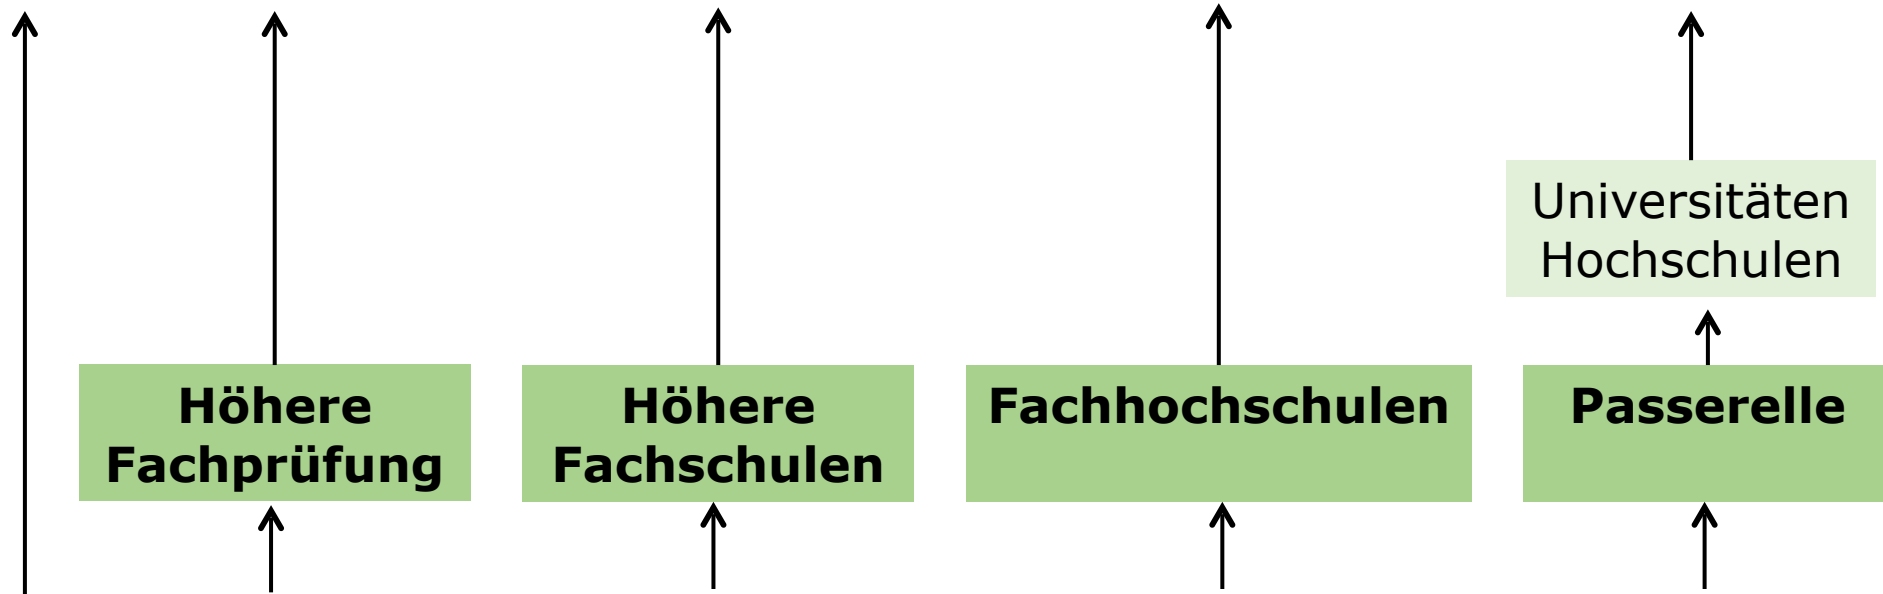 Universitäten
Hochschulen
Höhere
Fachprüfung
Höhere
Fachschulen
Fachhochschulen
Passerelle